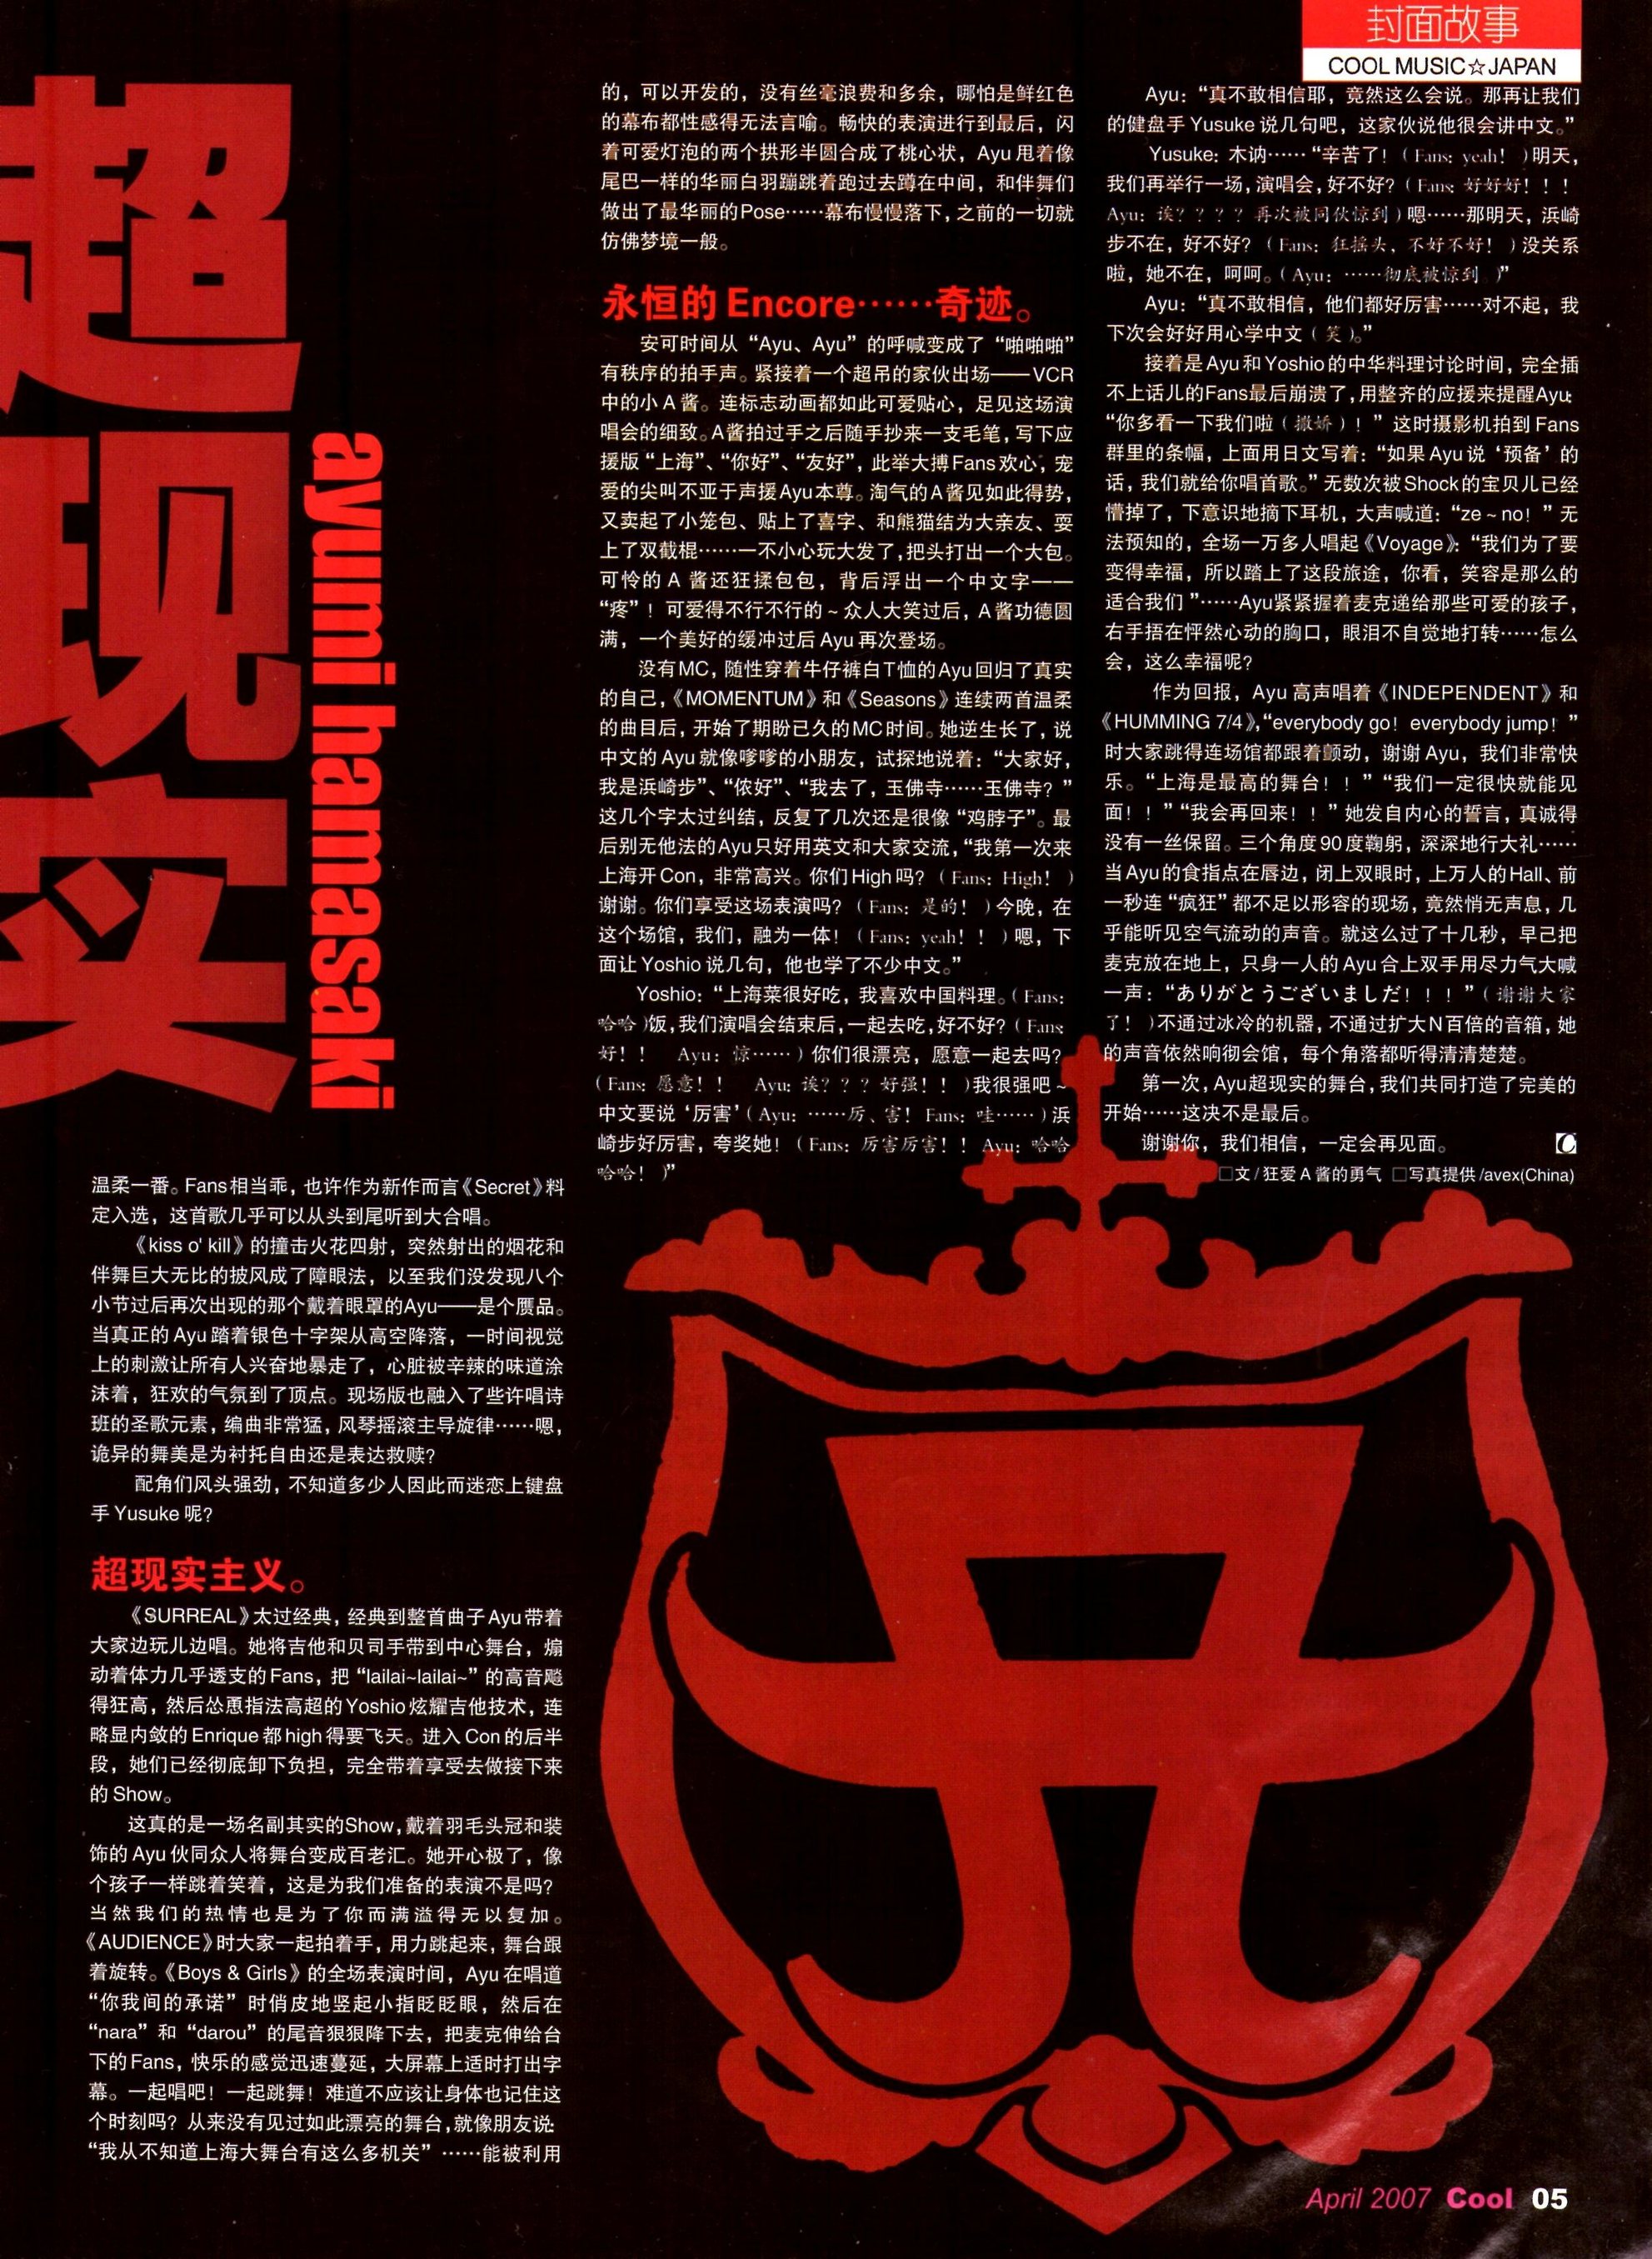 封面故事
COOL MUSIC☆JAPAN
超现实
ayumi hamasaki
温柔一番。Fans相当乖，也许作为新作而言《Secret》料
定入选，这首歌几乎可以从头到尾听到大合唱。
《kiss o' kill》的撞击火花四射，突然射出的烟花和
伴舞巨大无比的披风成了障眼法，以至我们没发现八个
小节过后再次出现的那个戴着眼罩的Ayu——是个赝品。
当真正的Ayu踏着银色十字架从高空降落，一时间视觉
上的刺激让所有人兴奋地暴走了，心脏被辛辣的味道涂
沫着，狂欢的气氛到了顶点。现场版也融入了些许唱诗
班的圣歌元素，编曲非常猛，风琴摇滚主导旋律……嗯，
诡异的舞美是为衬托自由还是表达救赎？
配角们风头强劲，不知道多少人因此而迷恋上键盘
手Yusuke呢？
超现实主义。
《SURREAL》太过经典，经典到整首曲子Ayu带着
大家边玩儿边唱。她将吉他和贝司手带到中心舞台，煽
动着体力几乎透支的Fans，把“lailai~lailai~”的高音飚
得狂高，然后怂恿指法高超的Yoshio炫耀吉他技术，连
略显内敛的Enrique都high得要飞天。进入Con的后半
段，她们已经彻底卸下负担，完全带着享受去做接下来
的Show。
这真的是一场名副其实的Show，戴着羽毛头冠和装
饰的Ayu伙同众人将舞台变成百老汇。她开心极了，像
个孩子一样跳着笑着，这是为我们准备的表演不是吗？
当然我们的热情也是为了你而满溢得无以复加。
《AUDIENCE》时大家一起拍着手，用力跳起来，舞台跟
着旋转。《Boys & Girls》的全场表演时间，Ayu在唱道
“你我间的承诺”时俏皮地竖起小指眨眨眼，然后在
“nara”和“darou”的尾音狠狠降下去，把麦克伸给台
下的Fans，快乐的感觉迅速蔓延，大屏幕上适时打出字
幕。一起唱吧！一起跳舞！难道不应该让身体也记住这
个时刻吗？从来没有见过如此漂亮的舞台，就像朋友说：
“我从不知道上海大舞台有这么多机关”……能被利用
的，可以开发的，没有丝毫浪费和多余，哪怕是鲜红色
的幕布都性感得无法言喻。畅快的表演进行到最后，闪
着可爱灯泡的两个拱形半圆合成了桃心状，Ayu甩着像
尾巴一样的华丽白羽蹦跳着跑过去蹲在中间，和伴舞们
做出了最华丽的Pose……幕布慢慢落下，之前的一切就
仿佛梦境一般。
永恒的Encore……奇迹。
安可时间从“Ayu、Ayu”的呼喊变成了“啪啪啪”
有秩序的拍手声。紧接着一个超吊的家伙出场——VCR
中的小A酱。连标志动画都如此可爱贴心，足见这场演
唱会的细致。A酱拍过手之后随手抄来一支毛笔，写下应
援版“上海”、“你好”、“友好”，此举大搏Fans欢心，宠
爱的尖叫不亚于声援Ayu本尊。淘气的A酱见如此得势，
又卖起了小笼包、贴上了喜字、和熊猫结为大亲友、耍
上了双截棍……一不小心玩大发了，把头打出一个大包。
可怜的A酱还狂揉包包，背后浮出一个中文字——
“疼”！可爱得不行不行的~众人大笑过后，A酱功德圆
满，一个美好的缓冲过后Ayu再次登场。
没有MC，随性穿着牛仔裤白T恤的Ayu回归了真实
的自己，《MOMENTUM》和《Seasons》连续两首温柔
的曲目后，开始了期盼已久的MC时间。她逆生长了，说
中文的Ayu就像嗲嗲的小朋友，试探地说着：“大家好，
我是浜崎步”、“侬好”、“我去了，玉佛寺……玉佛寺？”
这几个字太过纠结，反复了几次还是很像“鸡脖子”。最
后别无他法的Ayu只好用英文和大家交流，“我第一次来
上海开Con，非常高兴。你们High吗？（Fans：High！）
谢谢。你们享受这场表演吗？（Fans：是的！）今晚，在
这个场馆，我们，融为一体！（Fans：yeah！！）嗯，下
面让Yoshio说几句，他也学了不少中文。”
Yoshio：“上海菜很好吃，我喜欢中国料理。（Fans：
哈哈）饭，我们演唱会结束后，一起去吃，好不好？（Fans：
好！！ Ayu：惊……）你们很漂亮，愿意一起去吗？
（Fans：愿意！！ Ayu：诶？？？好强！！）我很强吧~
中文要说‘厉害’（Ayu：……厉、害！Fans：哇……）浜
崎步好厉害，夸奖她！（Fans：厉害厉害！！Ayu：哈哈
哈哈！）”
Ayu：“真不敢相信耶，竟然这么会说。那再让我们
的健盘手Yusuke说几句吧，这家伙说他很会讲中文。”
Yusuke：木讷……“辛苦了！（Fans：yeah！）明天，
我们再举行一场，演唱会，好不好？（Fans：好好好！！！
Ayu：诶？？？？再次被同伙惊到）嗯……那明天，浜崎
步不在，好不好？（Fans：狂摇头，不好不好！）没关系
啦，她不在，呵呵。（Ayu：……彻底被惊到。）”
Ayu：“真不敢相信，他们都好厉害……对不起，我
下次会好好用心学中文（笑）。”
接着是Ayu和Yoshio的中华料理讨论时间，完全插
不上话儿的Fans最后崩溃了，用整齐的应援来提醒Ayu：
“你多看一下我们啦（撒娇）！”这时摄影机拍到Fans
群里的条幅，上面用日文写着：“如果Ayu说‘预备’的
话，我们就给你唱首歌。”无数次被Shock的宝贝儿已经
懵掉了，下意识地摘下耳机，大声喊道：“ze~no！”无
法预知的，全场一万多人唱起《Voyage》：“我们为了要
变得幸福，所以踏上了这段旅途，你看，笑容是那么的
适合我们”……Ayu紧紧握着麦克递给那些可爱的孩子，
右手捂在怦然心动的胸口，眼泪不自觉地打转……怎么
会，这么幸福呢？
作为回报，Ayu高声唱着《INDEPENDENT》和
《HUMMING 7/4》，“everybody go！everybody jump！”
时大家跳得连场馆都跟着颤动，谢谢Ayu，我们非常快
乐。“上海是最高的舞台！！”“我们一定很快就能见
面！！”“我会再回来！！”她发自内心的誓言，真诚得
没有一丝保留。三个角度90度鞠躬，深深地行大礼……
当Ayu的食指点在唇边，闭上双眼时，上万人的Hall、前
一秒连“疯狂”都不足以形容的现场，竟然悄无声息，几
乎能听见空气流动的声音。就这么过了十几秒，早已把
麦克放在地上，只身一人的Ayu合上双手用尽力气大喊
一声：“ありがとうございましだ！！！”（谢谢大家
了！）不通过冰冷的机器，不通过扩大N百倍的音箱，她
的声音依然响彻会馆，每个角落都听得清清楚楚。
第一次，Ayu超现实的舞台，我们共同打造了完美的
开始……这决不是最后。
谢谢你，我们相信，一定会再见面。
C
□文/狂爱A酱的勇气 □写真提供/avex(China)
April 2007 Cool 05